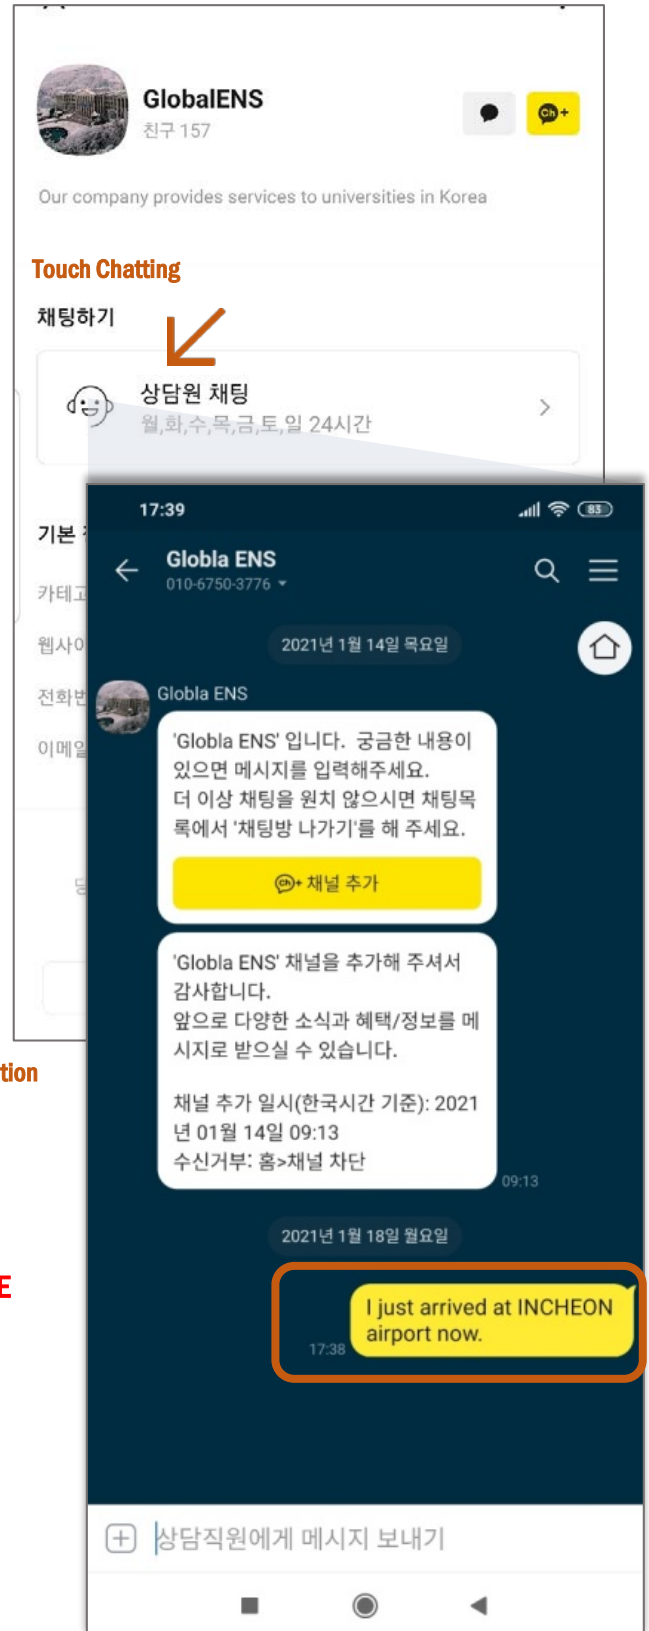 GlobalENS
친구 157
Ch+
Our company provides services to universities in Korea
Touch Chatting
채팅하기
상담원 채팅
월,화,수,목,금,토,일 24시간
기본
카테고
웹사이
전화번
이메일
17:39
83
Globla ENS
010-6750-3776
2021년 1월 14일 목요일
Globla ENS
'Globla ENS' 입니다. 궁금한 내용이
있으면 메시지를 입력해주세요.
더 이상 채팅을 원치 않으시면 채팅목
록에서 '채팅방 나가기'를 해 주세요.
Ch+ 채널 추가
'Globla ENS' 채널을 추가해 주셔서
감사합니다.
앞으로 다양한 소식과 혜택/정보를 메
시지로 받으실 수 있습니다.
채널 추가 일시(한국시간 기준): 2021
년 01월 14일 09:13
수신거부: 홈>채널 차단
09:13
tion
2021년 1월 18일 월요일
E
I just arrived at INCHEON
airport now.
17:38
상담직원에게 메시지 보내기